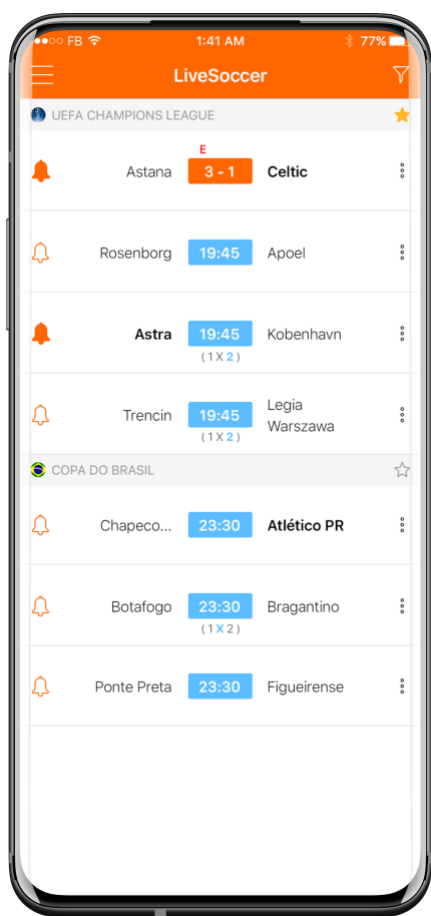 FB 1:41 AM 77%
LiveSoccer
UEFA CHAMPIONS LEAGUE
E
Astana 3 - 1 Celtic
Rosenborg 19:45 Apoel
Astra 19:45 Kobenhavn
( 1 X 2 )
Trencin 19:45 Legia Warszawa
( 1 X 2 )
COPA DO BRASIL
Chapeco... 23:30 Atlético PR
Botafogo 23:30 Bragantino
( 1 X 2 )
Ponte Preta 23:30 Figueirense